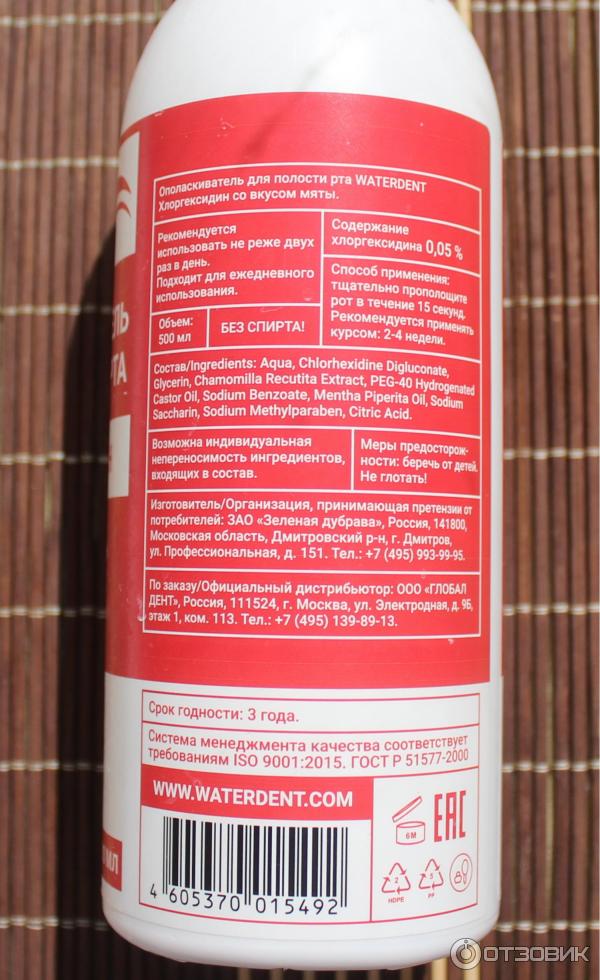 Ополаскиватель для полости рта WATERDENT
Хлоргексидин со вкусом мяты.
Рекомендуется
использовать не реже двух
раз в день.
Подходит для ежедневного
использования.
Объем:
500 мл
БЕЗ СПИРТА!
Содержание
хлоргексидина 0,05 %
Способ применения:
тщательно прополощите
рот в течение 15 секунд.
Рекомендуется применять
курсом: 2-4 недели.
Состав/Ingredients: Aqua, Chlorhexidine Digluconate,
Glycerin, Chamomilla Recutita Extract, PEG-40 Hydrogenated
Castor Oil, Sodium Benzoate, Mentha Piperita Oil, Sodium
Saccharin, Sodium Methylparaben, Citric Acid.
Возможна индивидуальная
непереносимость ингредиентов,
входящих в состав.
Меры предосторож-
ности: беречь от детей.
Не глотать!
Изготовитель/Организация, принимающая претензии от
потребителей: ЗАО «Зеленая дубрава», Россия, 141800,
Московская область, Дмитровский р-н, г. Дмитров,
ул. Профессиональная, д. 151. Тел.: +7 (495) 993-99-95.
По заказу/Официальный дистрибьютор: ООО «ГЛОБАЛ
ДЕНТ», Россия, 111524, г. Москва, ул. Электродная, д. 9Б,
этаж 1, ком. 113. Тел.: +7 (495) 139-89-13.
Срок годности: 3 года.
Система менеджмента качества соответствует
требованиям ISO 9001:2015. ГОСТ Р 51577-2000
WWW.WATERDENT.COM
4 605370 015492
6M
EAC
2
HDPE
5
PP
ЕЛЬ
РТА
МЛ
ОТЗОВИК